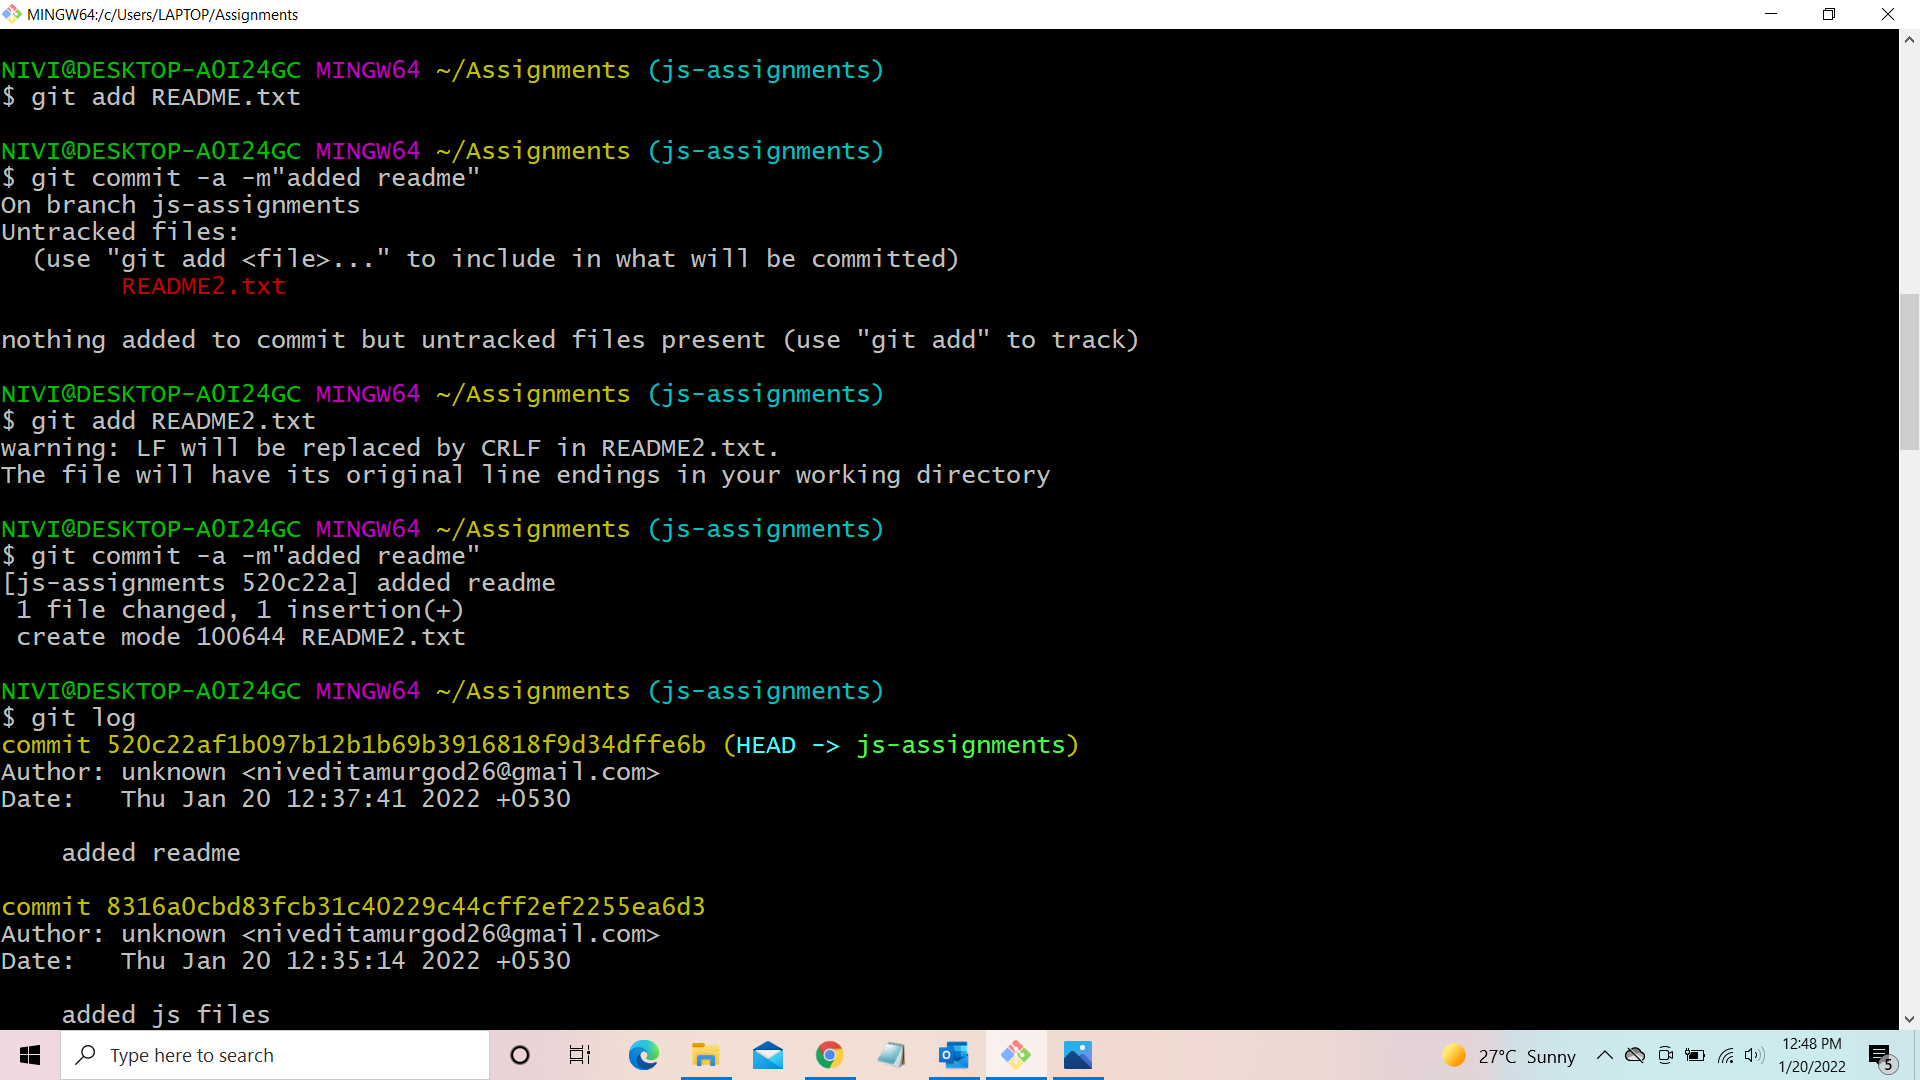 MINGW64:/c/Users/LAPTOP/Assignments
NIVI@DESKTOP-AOI24GC MINGW64 ~/Assignments (js-assignments)
$ git add README.txt
NIVI@DESKTOP-AOI24GC MINGW64 ~/Assignments (js-assignments)
$ git commit -a -m"added readme"
On branch js-assignments
Untracked files:
  (use "git add <file>..." to include in what will be committed)
        README2.txt
nothing added to commit but untracked files present (use "git add" to track)
NIVI@DESKTOP-AOI24GC MINGW64 ~/Assignments (js-assignments)
$ git add README2.txt
warning: LF will be replaced by CRLF in README2.txt.
The file will have its original line endings in your working directory
NIVI@DESKTOP-AOI24GC MINGW64 ~/Assignments (js-assignments)
$ git commit -a -m"added readme"
[js-assignments 520c22a] added readme
 1 file changed, 1 insertion(+)
 create mode 100644 README2.txt
NIVI@DESKTOP-AOI24GC MINGW64 ~/Assignments (js-assignments)
$ git log
commit 520c22af1b097b12b1b69b3916818f9d34dffe6b (HEAD -> js-assignments)
Author: unknown <niveditamurgod26@gmail.com>
Date:   Thu Jan 20 12:37:41 2022 +0530
    added readme
commit 8316a0cbd83fcb31c40229c44cff2ef2255ea6d3
Author: unknown <niveditamurgod26@gmail.com>
Date:   Thu Jan 20 12:35:14 2022 +0530
    added js files
Type here to search
27°C Sunny
12:48 PM
1/20/2022
5